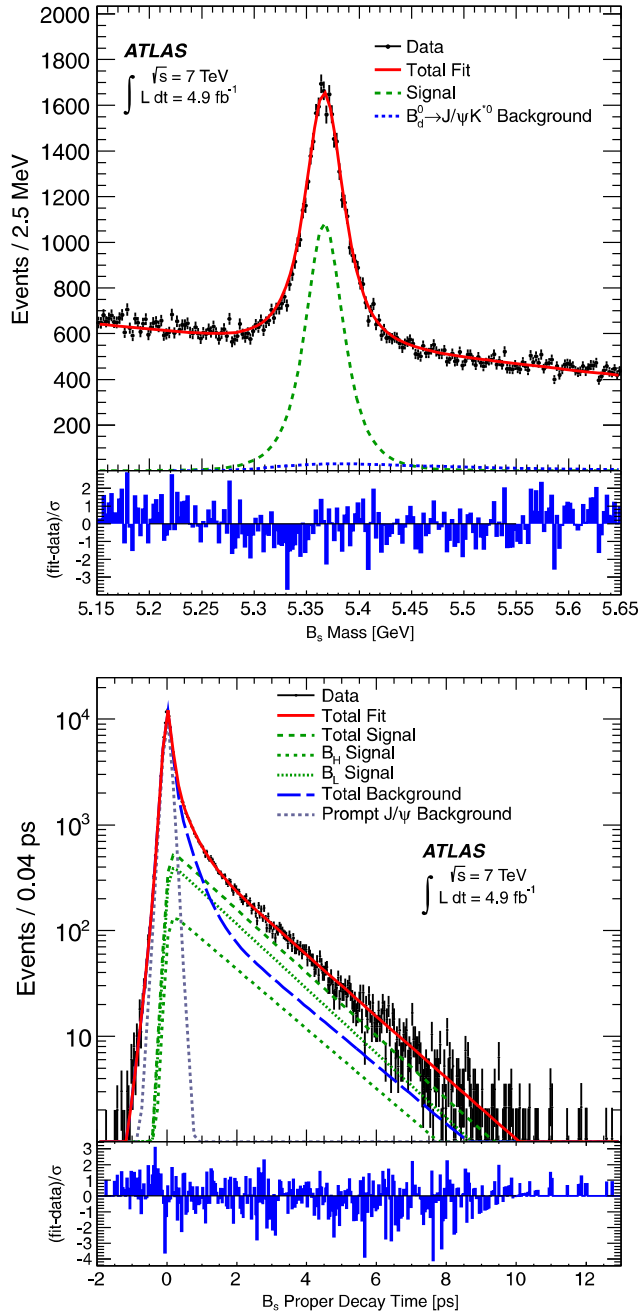 2000
1800
1600
1400
1200
1000
800
600
400
200
Events / 2.5 MeV
ATLAS
√s = 7 TeV
∫ L dt = 4.9 fb⁻¹
Data
Total Fit
Signal
B⁰_d→J/ψK*⁰ Background
2
1
0
-1
-2
-3
(fit-data)/σ
5.15 5.2 5.25 5.3 5.35 5.4 5.45 5.5 5.55 5.6 5.65
B_s Mass [GeV]
10⁴
10³
10²
10
Events / 0.04 ps
Data
Total Fit
Total Signal
B_H Signal
B_L Signal
Total Background
Prompt J/ψ Background
ATLAS
√s = 7 TeV
∫ L dt = 4.9 fb⁻¹
3
2
1
0
-1
-2
-3
-4
(fit-data)/σ
-2 0 2 4 6 8 10 12
B_s Proper Decay Time [ps]